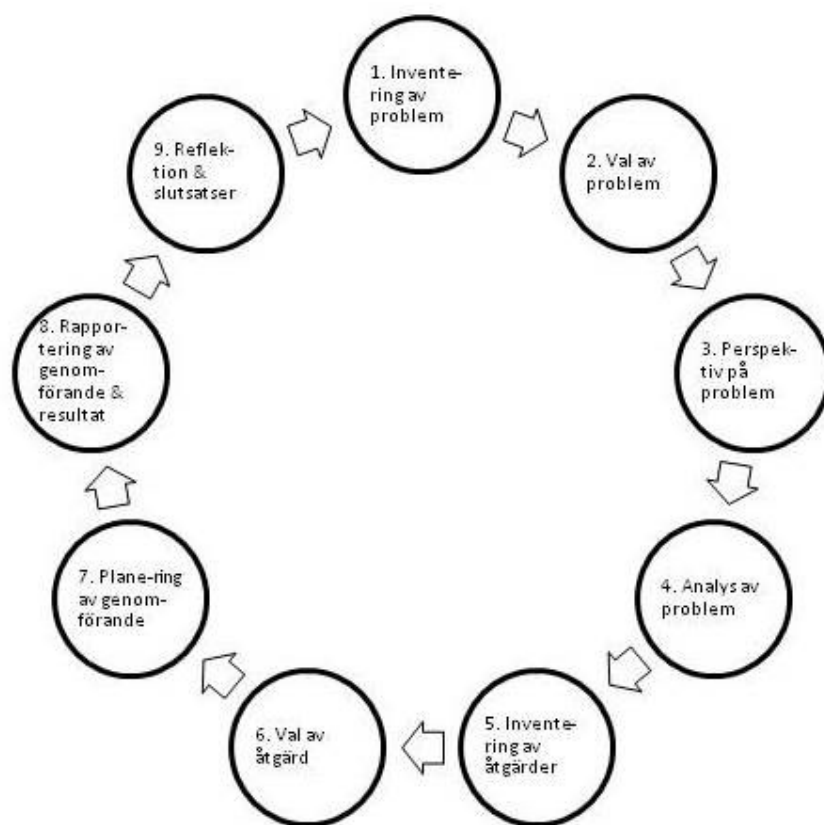 1. Invente-
ring av
problem
2. Val av
problem
3. Perspek-
tiv på
problem
4. Analys av
problem
5. Invente-
ring av
åtgärder
6. Val av
åtgärd
7. Plane-ring
av genom-
förande
8. Rappor-
tering av
genom-
förande &
resultat
9. Reflek-
tion &
slutsatser